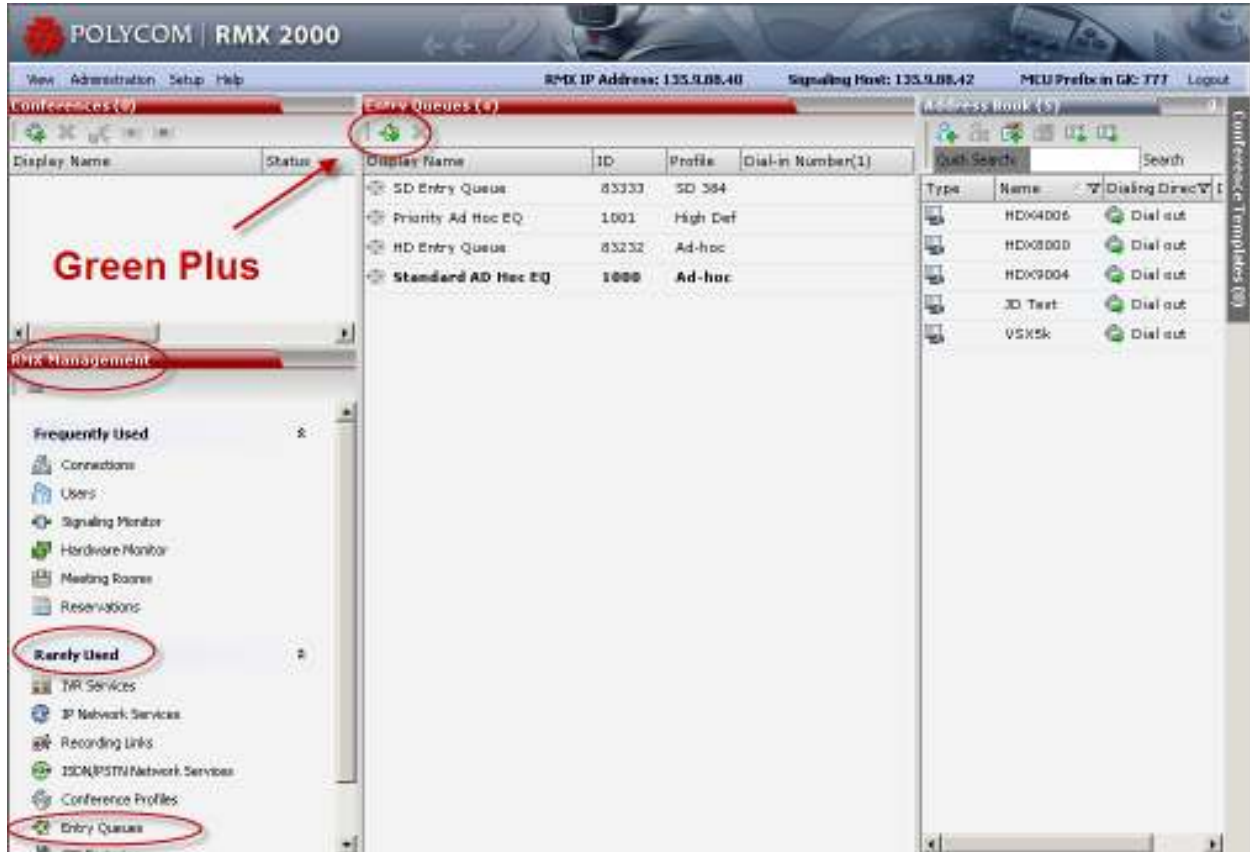 POLYCOM | RMX 2000
View Administration Setup Help RMX IP Address: 135.9.88.40 Signaling Host: 135.9.88.42 MCU Prefix in GK: 777 Logout
Conferences (0)
Display Name Status
Green Plus
Entry Queues (4)
Display Name ID Profile Dial-in Number(1)
SD Entry Queue 83333 SD 384
Priority Ad Hoc EQ 1001 High Def
HD Entry Queue 83232 Ad-hoc
Standard AD Hoc EQ 1000 Ad-hoc
Address Book (5)
Quick Search: Search
Type Name Dialing Direc
HDX4006 Dial out
HDX8000 Dial out
HDX9004 Dial out
JD Test Dial out
VSX5k Dial out
Conference Templates (0)
RMX Management
Frequently Used
Connections
Users
Signaling Monitor
Hardware Monitor
Meeting Rooms
Reservations
Rarely Used
IVR Services
IP Network Services
Recording Links
ISDN/PSTN Network Services
Conference Profiles
Entry Queues